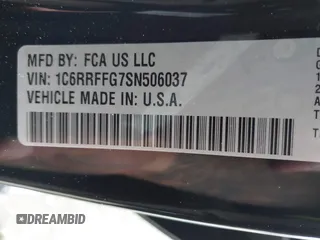 MFD BY: FCA US LLC
VIN: 1C6RRFFG7SN506037
VEHICLE MADE IN: U.S.A.
DREAMBID